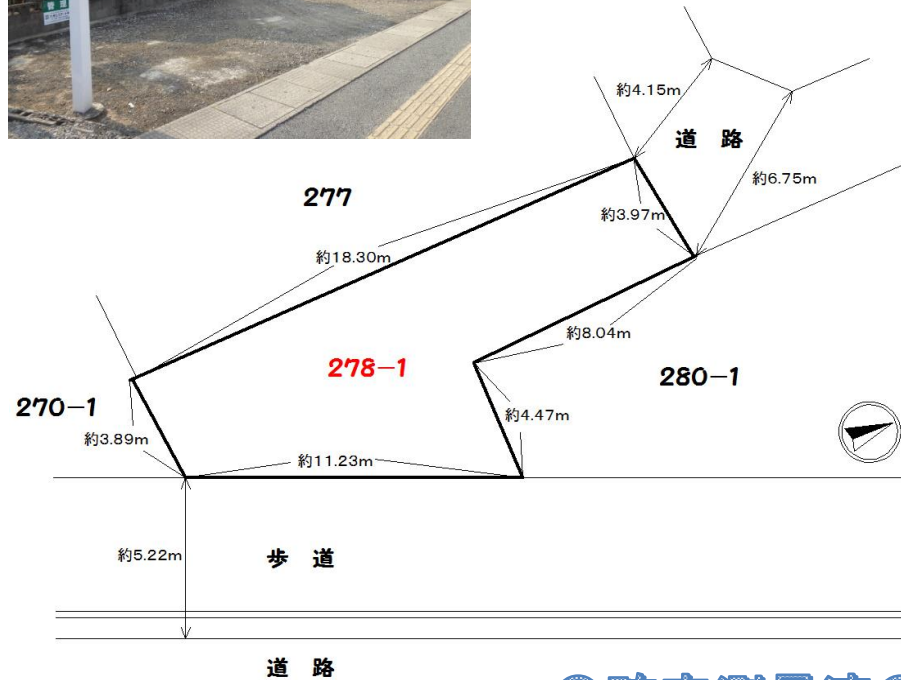 管理
約4.15m
道 路
約6.75m
277
約3.97m
約18.30m
約8.04m
278-1
280-1
270-1
約4.47m
約3.89m
約11.23m
約5.22m
歩 道
道 路